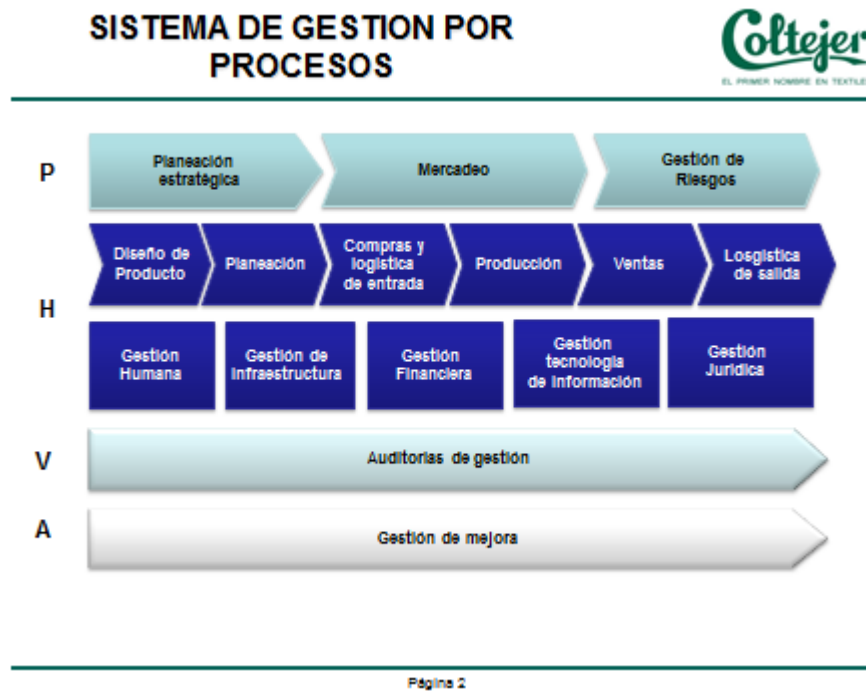 SISTEMA DE GESTION POR
PROCESOS
Coltejer
EL PRIMER NOMBRE EN TEXTILES
P
Planeación
estratégica
Mercadeo
Gestión de
Riesgos
H
Diseño de
Producto
Planeación
Compras y
logística
de entrada
Producción
Ventas
Losgística
de salida
Gestión
Humana
Gestión de
Infraestructura
Gestión
Financiera
Gestión
tecnología
de Información
Gestión
Jurídica
V
Auditorías de gestión
A
Gestión de mejora
Página 2